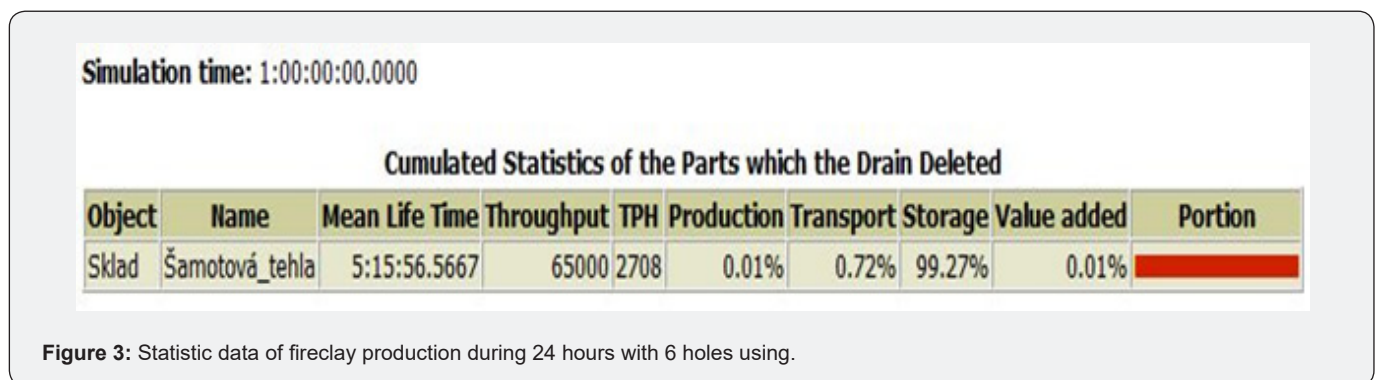 Simulation time: 1:00:00:00.0000
Cumulated Statistics of the Parts which the Drain Deleted
Object Name Mean Life Time Throughput TPH Production Transport Storage Value added Portion
Sklad Šamotová_tehla 5:15:56.5667 65000 2708 0.01% 0.72% 99.27% 0.01%
Figure 3: Statistic data of fireclay production during 24 hours with 6 holes using.